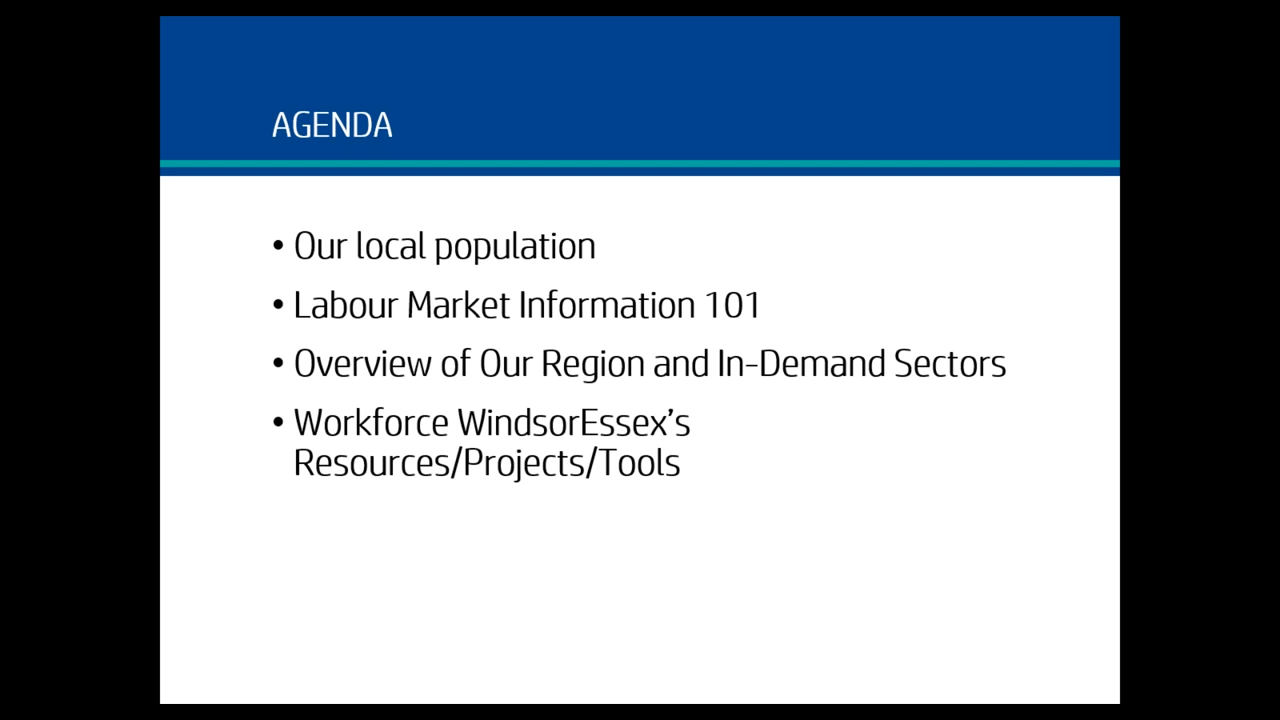 AGENDA
• Our local population
• Labour Market Information 101
• Overview of Our Region and In-Demand Sectors
• Workforce WindsorEssex’s
Resources/Projects/Tools